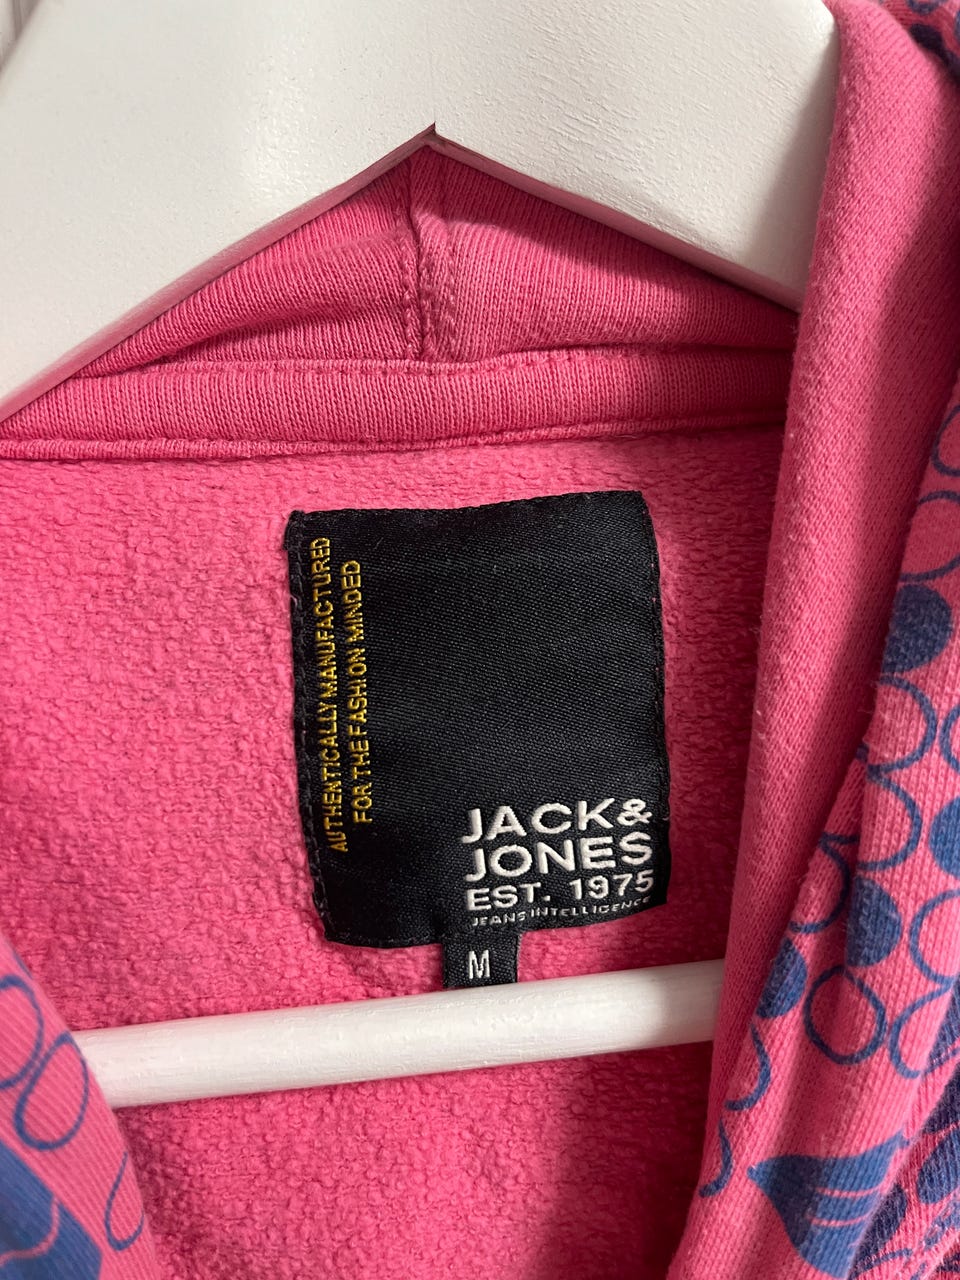 AUTHENTICALLY MANUFACTURED
FOR THE FASHION MINDED
JACK&
JONES
EST. 1975
JEANS INTELLIGENCE
M